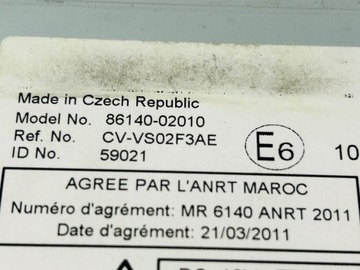 Made in Czech Republic
Model No. 86140-02010
Ref. No. CV-VS02F3AE
ID No. 59021
E6
10
AGREE PAR L'ANRT MAROC
Numéro d'agrément: MR 6140 ANRT 2011
Date d'agrément: 21/03/2011